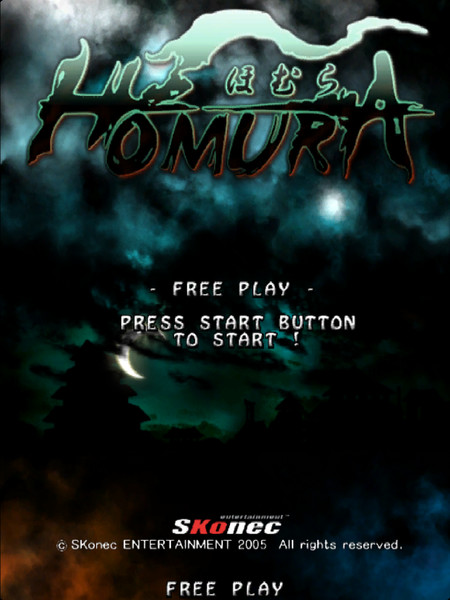 ほむら
HOMURA
- FREE PLAY -
PRESS START BUTTON
TO START !
entertainment™
SKonec
© SKonec ENTERTAINMENT 2005 All rights reserved.
FREE PLAY